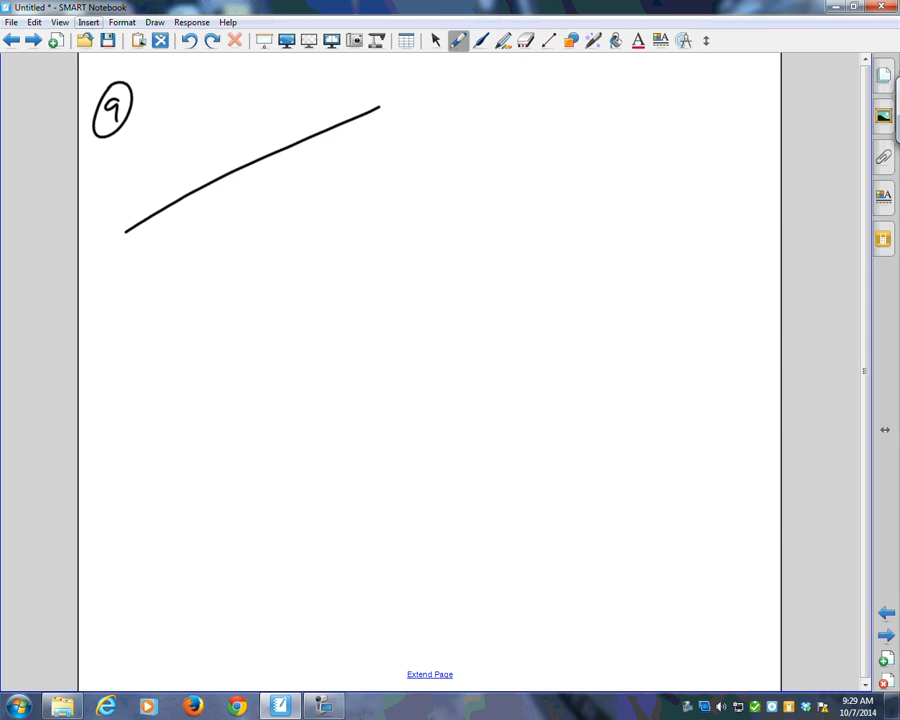 Untitled * - SMART Notebook
File Edit View Insert Format Draw Response Help
9
Extend Page
9:29 AM
10/7/2014